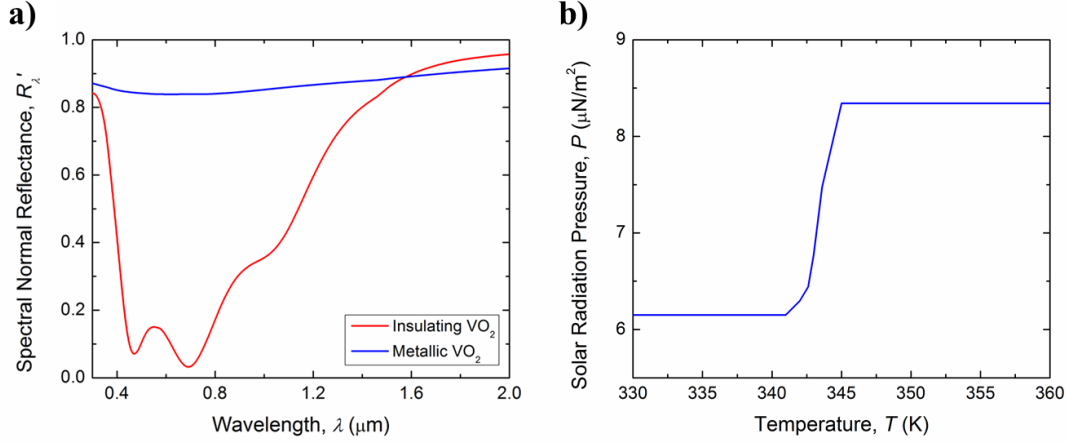 a)
Spectral Normal Reflectance, Rλ′
1.0
0.8
0.6
0.4
0.2
0.0
Insulating VO2
Metallic VO2
0.4 0.8 1.2 1.6 2.0
Wavelength, λ (μm)
b)
Solar Radiation Pressure, P (μN/m²)
9
8
7
6
330 335 340 345 350 355 360
Temperature, T (K)